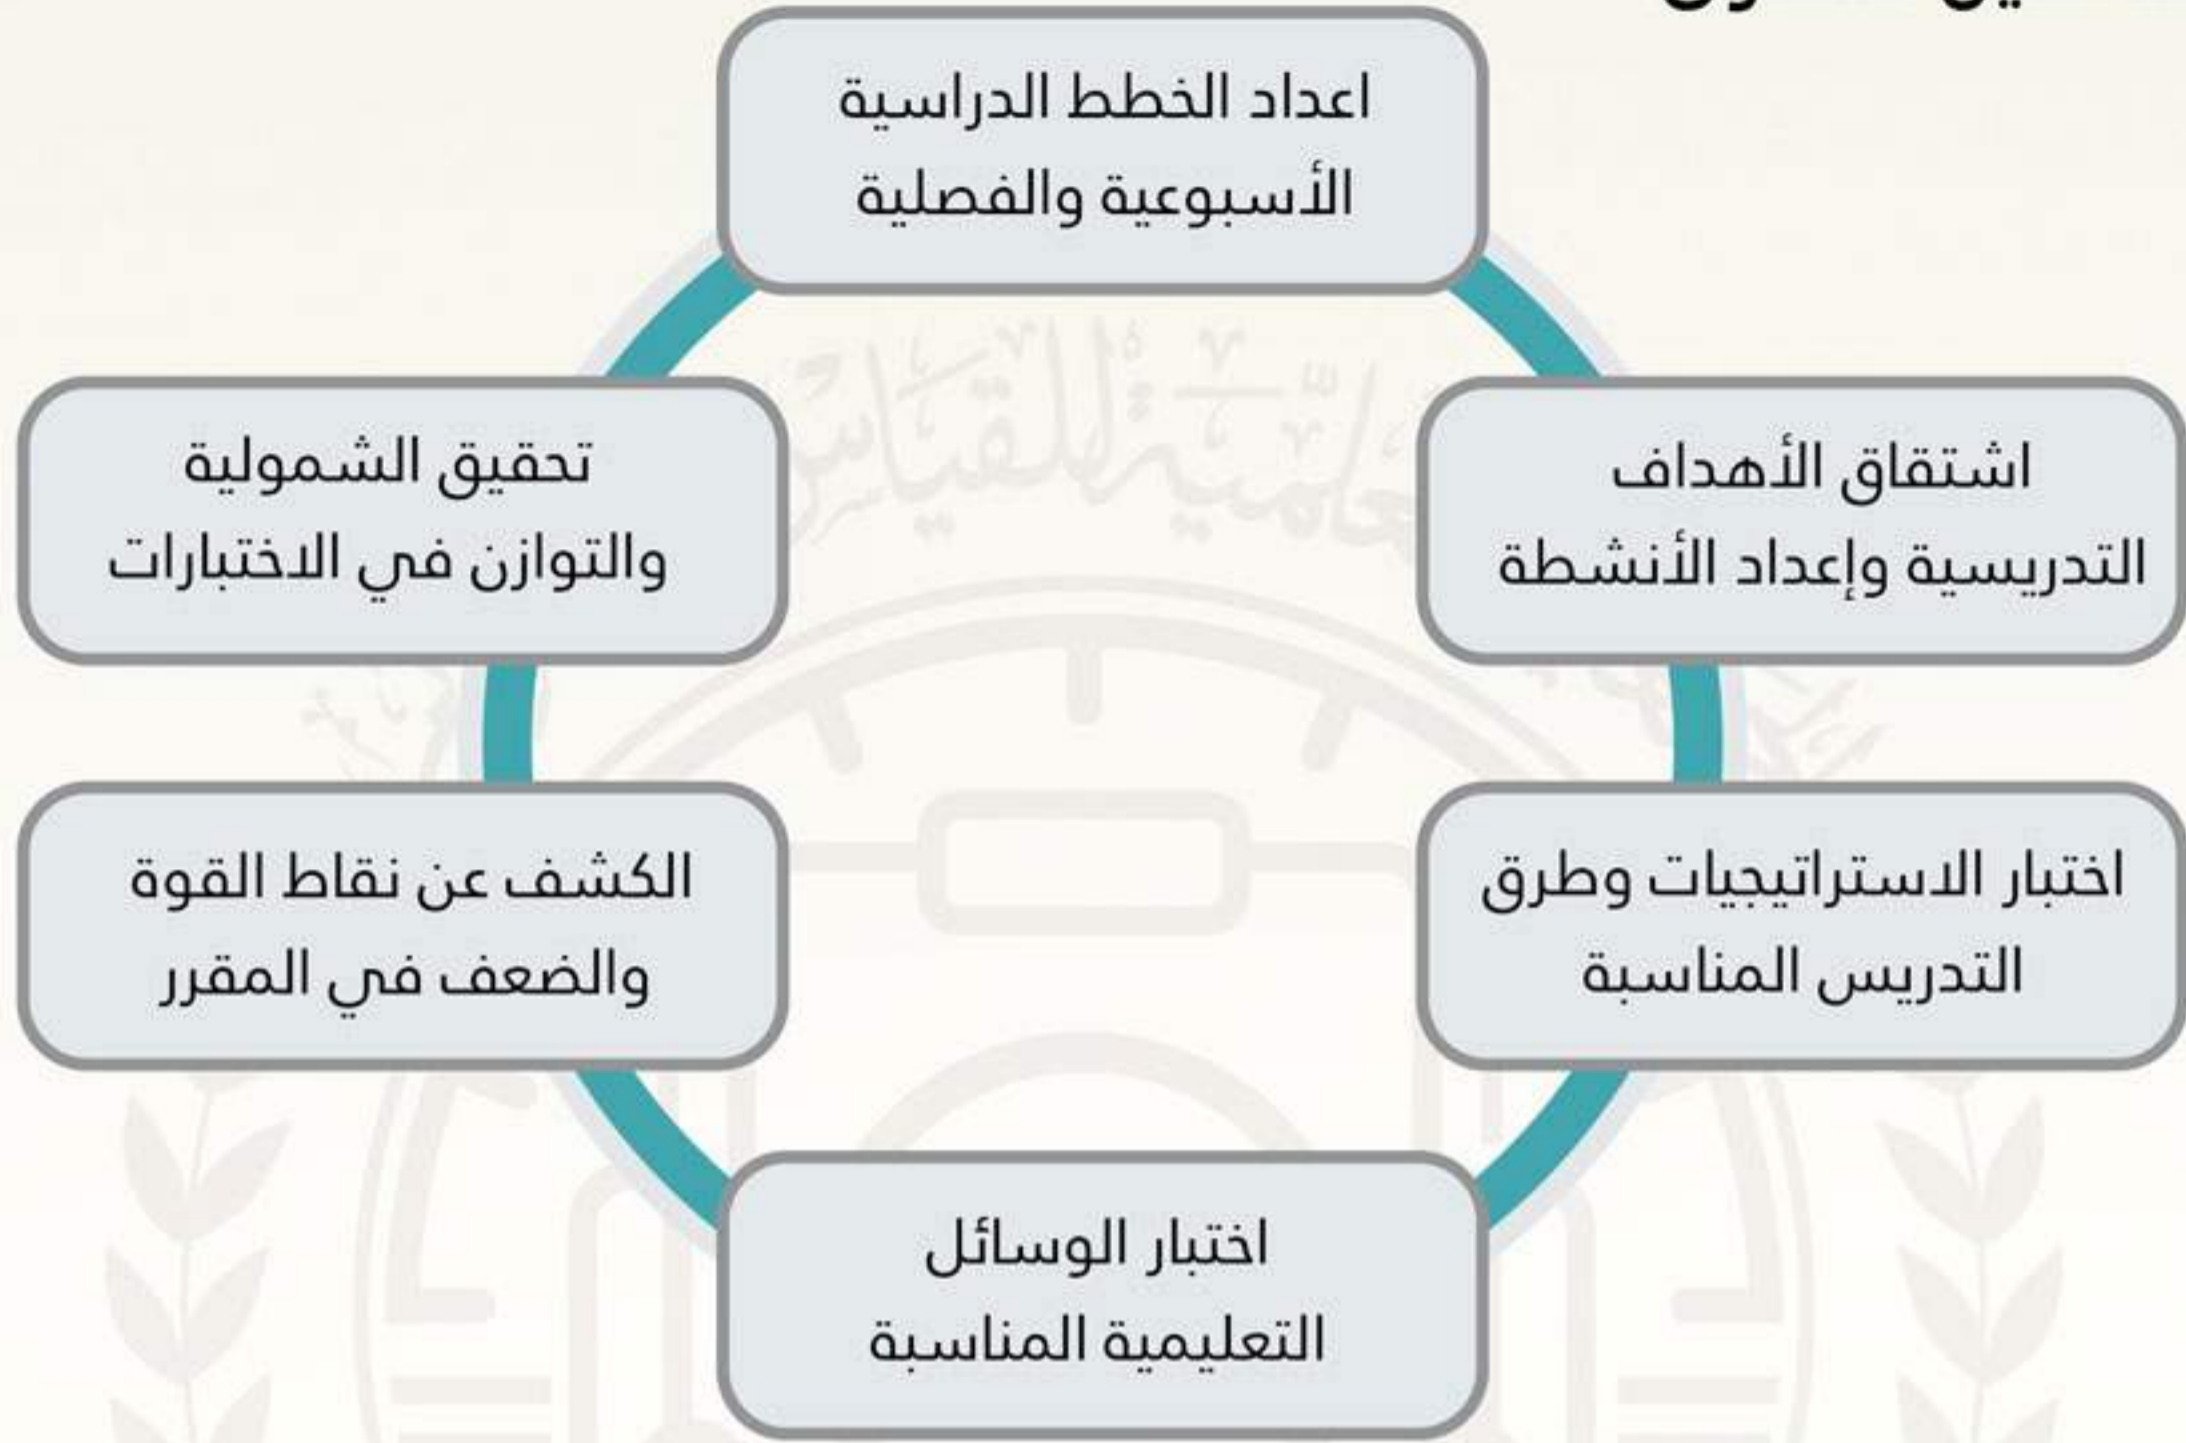 اعداد الخطط الدراسية
الأسبوعية والفصلية
اشتقاق الأهداف
التدريسية وإعداد الأنشطة
اختبار الاستراتيجيات وطرق
التدريس المناسبة
اختبار الوسائل
التعليمية المناسبة
الكشف عن نقاط القوة
والضعف في المقرر
تحقيق الشمولية
والتوازن في الاختبارات